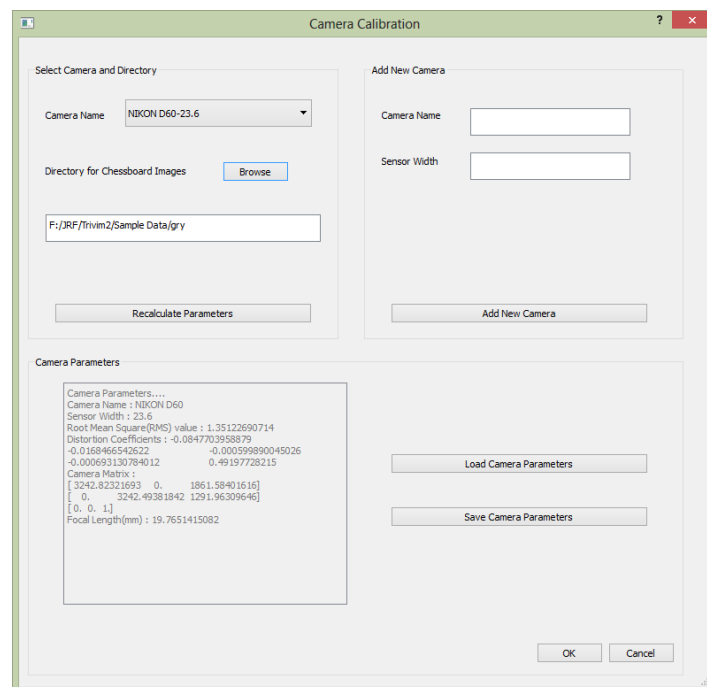 Camera Calibration
?
Select Camera and Directory
Camera Name
NIKON D60-23.6
Directory for Chessboard Images
Browse
F:/JRF/Trivim2/Sample Data/gry
Recalculate Parameters
Add New Camera
Camera Name
Sensor Width
Add New Camera
Camera Parameters
Camera Parameters....
Camera Name : NIKON D60
Sensor Width : 23.6
Root Mean Square(RMS) value : 1.35122690714
Distortion Coefficients : -0.0847703958879
-0.0168466542622 -0.000599890045026
-0.000693130784012 0.49197728215
Camera Matrix :
[ 3242.82321693 0. 1861.58401616]
[ 0. 3242.49381842 1291.96309646]
[ 0. 0. 1.]
Focal Length(mm) : 19.7651415082
Load Camera Parameters
Save Camera Parameters
OK
Cancel